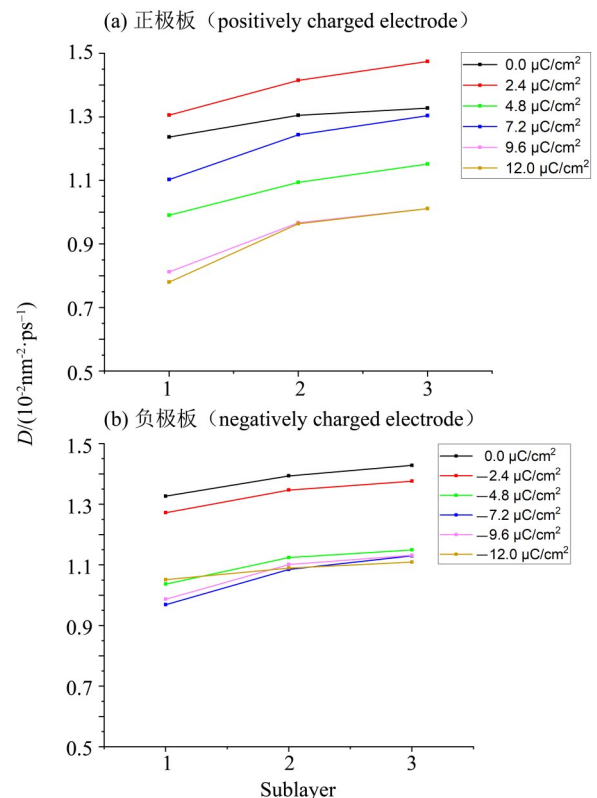 (a) 正极板（positively charged electrode）
1.5
1.3
1.1
0.9
0.7
0.5
0.0 μC/cm²
2.4 μC/cm²
4.8 μC/cm²
7.2 μC/cm²
9.6 μC/cm²
12.0 μC/cm²
1 2 3
D/(10⁻²nm⁻²·ps⁻¹)
(b) 负极板（negatively charged electrode）
1.5
1.3
1.1
0.9
0.7
0.5
0.0 μC/cm²
—2.4 μC/cm²
—4.8 μC/cm²
—7.2 μC/cm²
—9.6 μC/cm²
—12.0 μC/cm²
1 2 3
Sublayer